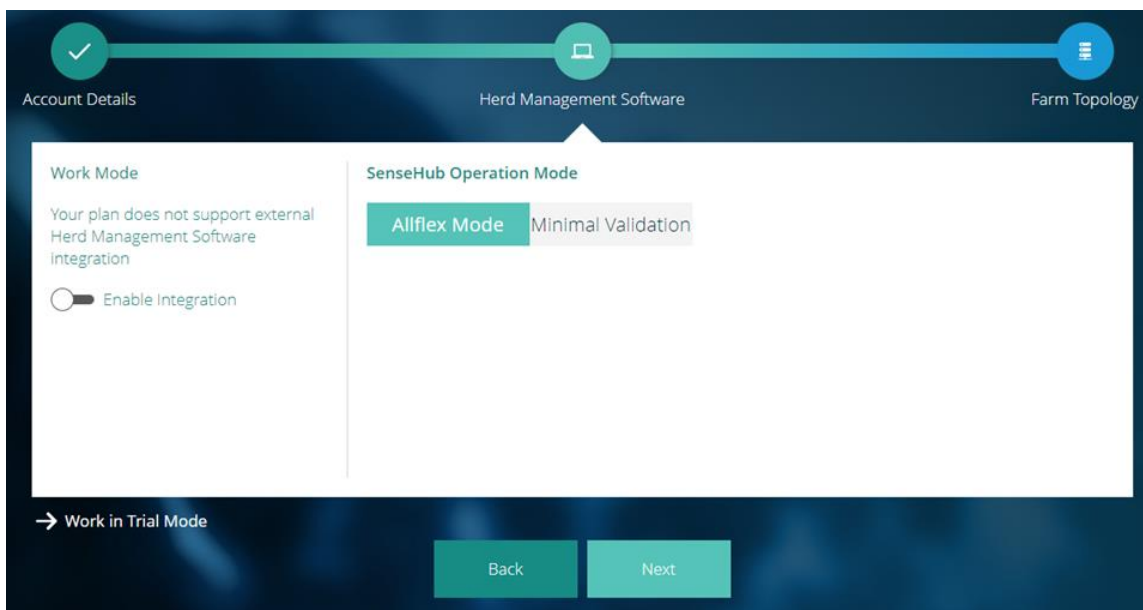 Account Details
Herd Management Software
Farm Topology
Work Mode
Your plan does not support external
Herd Management Software
integration
Enable Integration
SenseHub Operation Mode
Allflex Mode
Minimal Validation
Work in Trial Mode
Back
Next